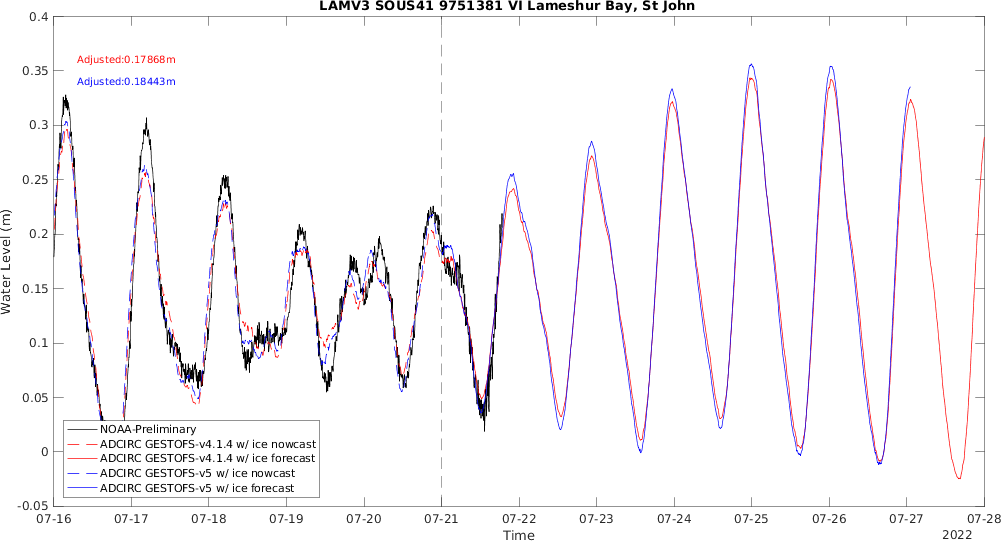 LAMV3 SOUS41 9751381 VI Lameshur Bay, St John
0.4
0.35
0.3
0.25
0.2
0.15
0.1
0.05
0
-0.05
Water Level (m)
Adjusted:0.17868m
Adjusted:0.18443m
NOAA-Preliminary
ADCIRC GESTOFS-v4.1.4 w/ ice nowcast
ADCIRC GESTOFS-v4.1.4 w/ ice forecast
ADCIRC GESTOFS-v5 w/ ice nowcast
ADCIRC GESTOFS-v5 w/ ice forecast
07-16 07-17 07-18 07-19 07-20 07-21 07-22 07-23 07-24 07-25 07-26 07-27 07-28
Time
2022